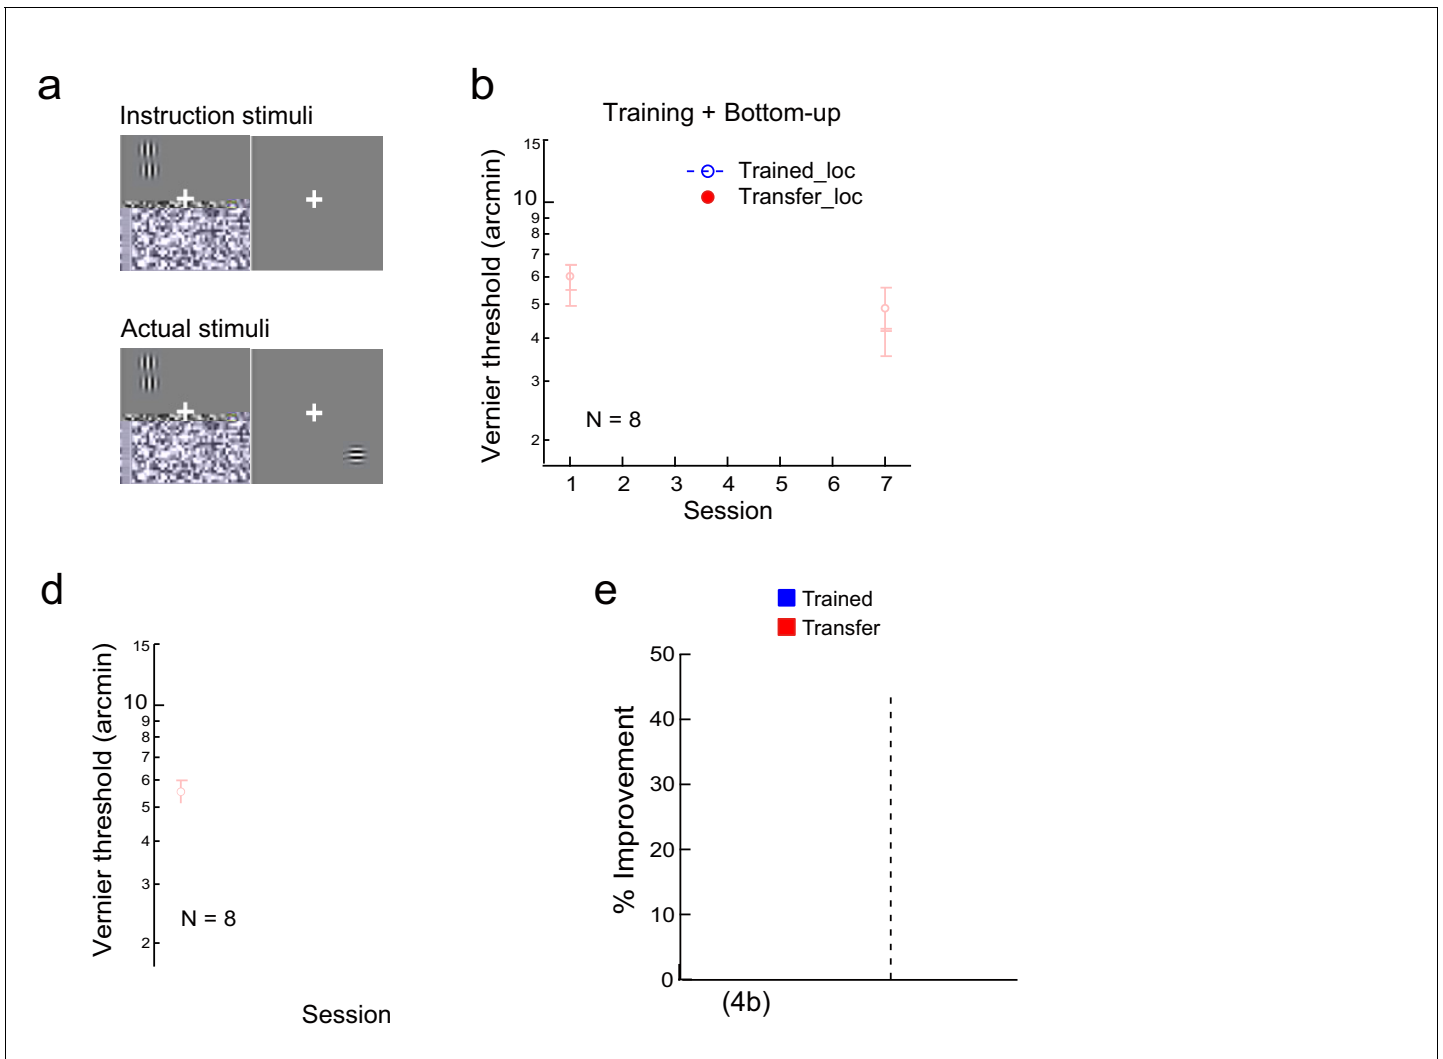 a
Instruction stimuli
Actual stimuli
b
Training + Bottom-up
Trained_loc
Transfer_loc
Vernier threshold (arcmin)
15
10
9
8
7
6
5
4
3
2
N = 8
1 2 3 4 5 6 7
Session
d
Vernier threshold (arcmin)
15
10
9
8
7
6
5
4
3
2
N = 8
Session
e
Trained
Transfer
% Improvement
50
40
30
20
10
0
(4b)